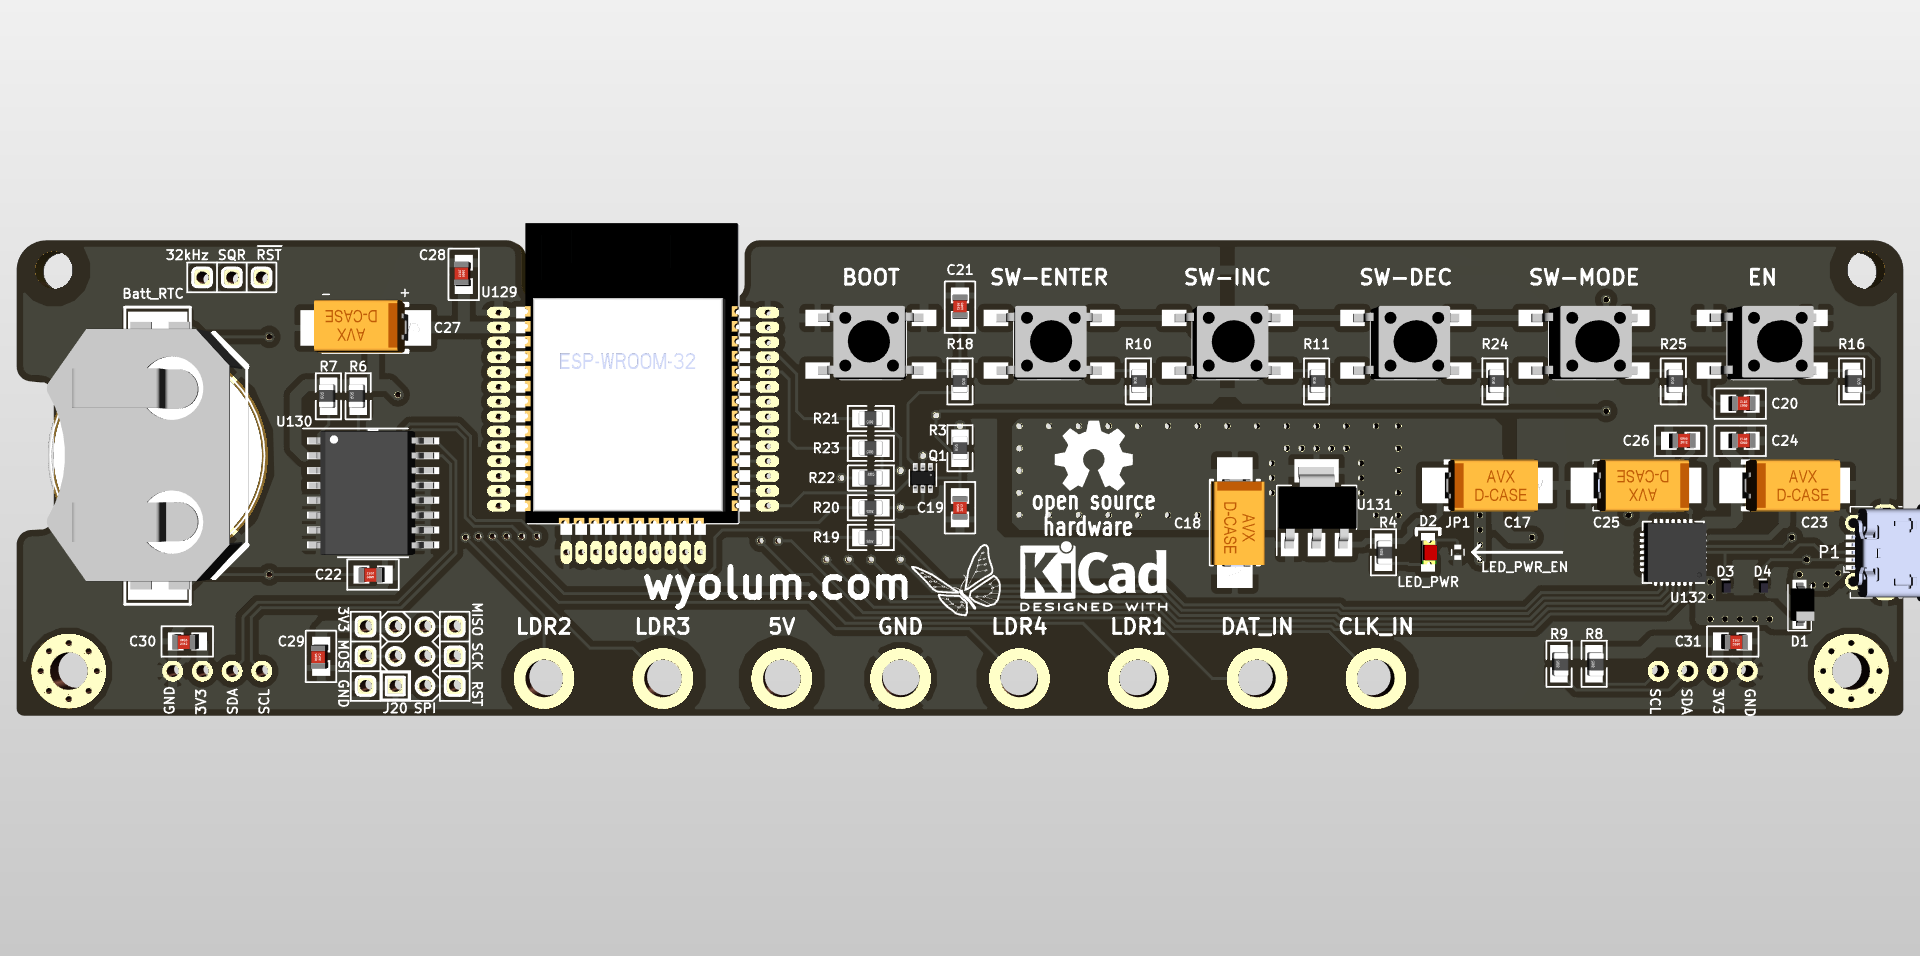 32kHz SQR RST
Batt_RTC
C28
U129
- +
AVX
D-CASE
C27
R7 R6
U130
C22
C30
GND
3V3
SDA
SCL
C29
3V3 MOSI GND
MISO SCK RST
J20 SPI
ESP-WROOM-32
BOOT
C21
SW-ENTER
SW-INC
SW-DEC
SW-MODE
EN
R18
R10
R11
R24
R25
R16
R21
R23
R22
R20
R19
R3
Q1
C19
C20
C26
C24
open source
hardware
KiCad
DESIGNED WITH
wyolum.com
C18
AVX
D-CASE
U131
R4
D2
LED_PWR
JP1
LED_PWR_EN
AVX
D-CASE
C17
AVX
D-CASE
C25
AVX
D-CASE
C23
P1
U132
D3
D4
D1
LDR2
LDR3
5V
GND
LDR4
LDR1
DAT_IN
CLK_IN
R9
R8
C31
SCL
SDA
3V3
GND